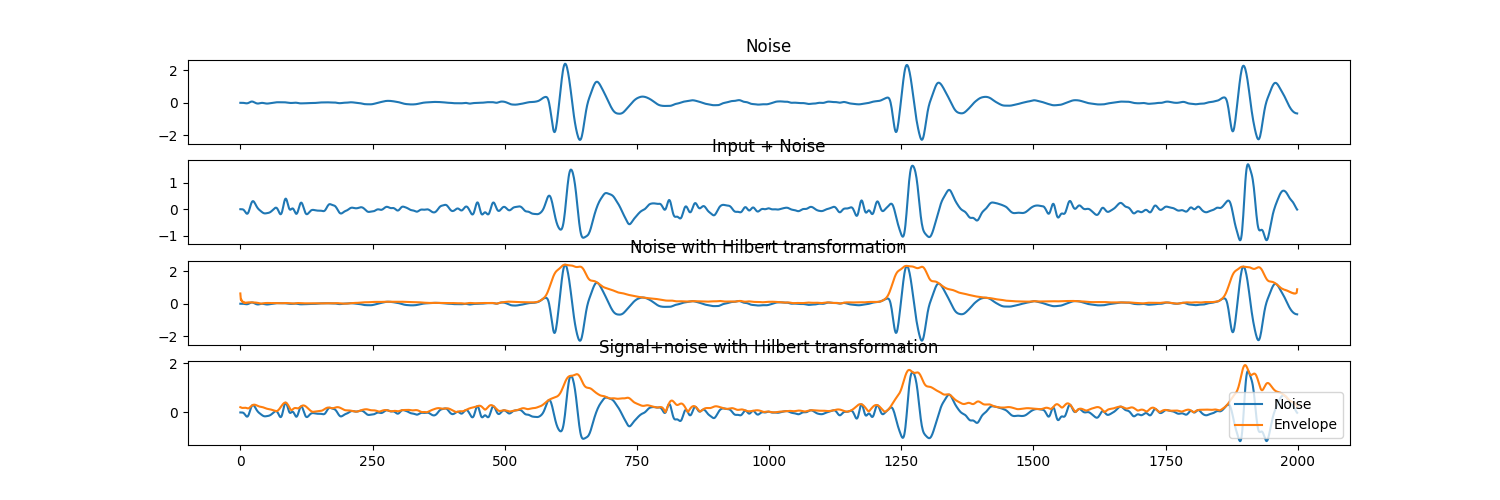 Noise
2
0
−2
Input + Noise
1
0
−1
Noise with Hilbert transformation
2
0
−2
Signal+noise with Hilbert transformation
2
0
Noise
Envelope
0 250 500 750 1000 1250 1500 1750 2000